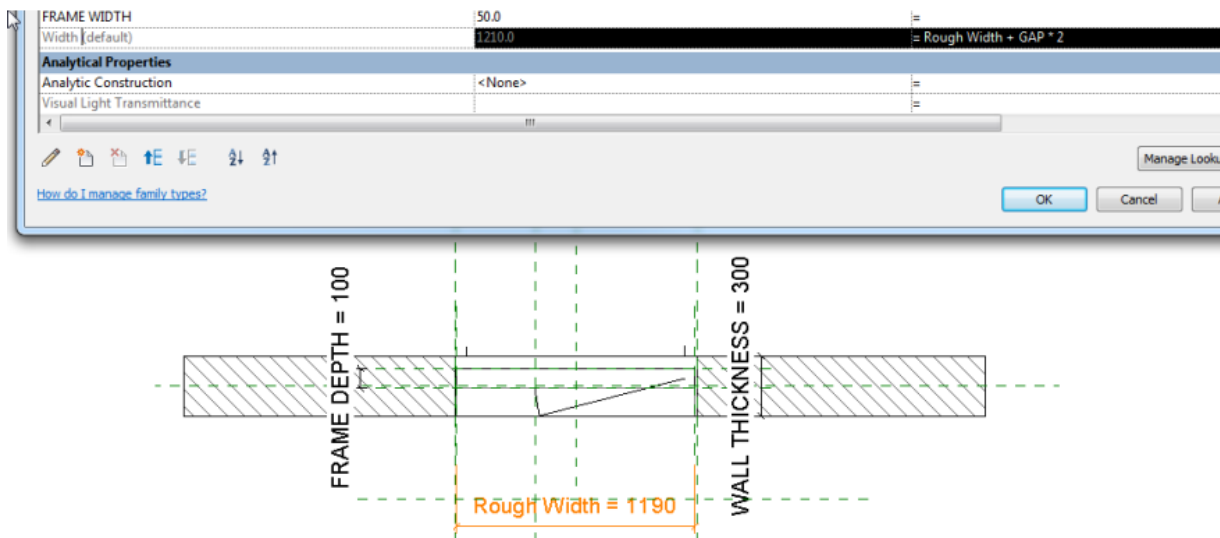 FRAME WIDTH 50.0 =
Width (default) 1210.0 = Rough Width + GAP * 2
Analytical Properties
Analytic Construction <None> =
Visual Light Transmittance =
Manage Looku
How do I manage family types?
OK Cancel
FRAME DEPTH = 100
WALL THICKNESS = 300
Rough Width = 1190